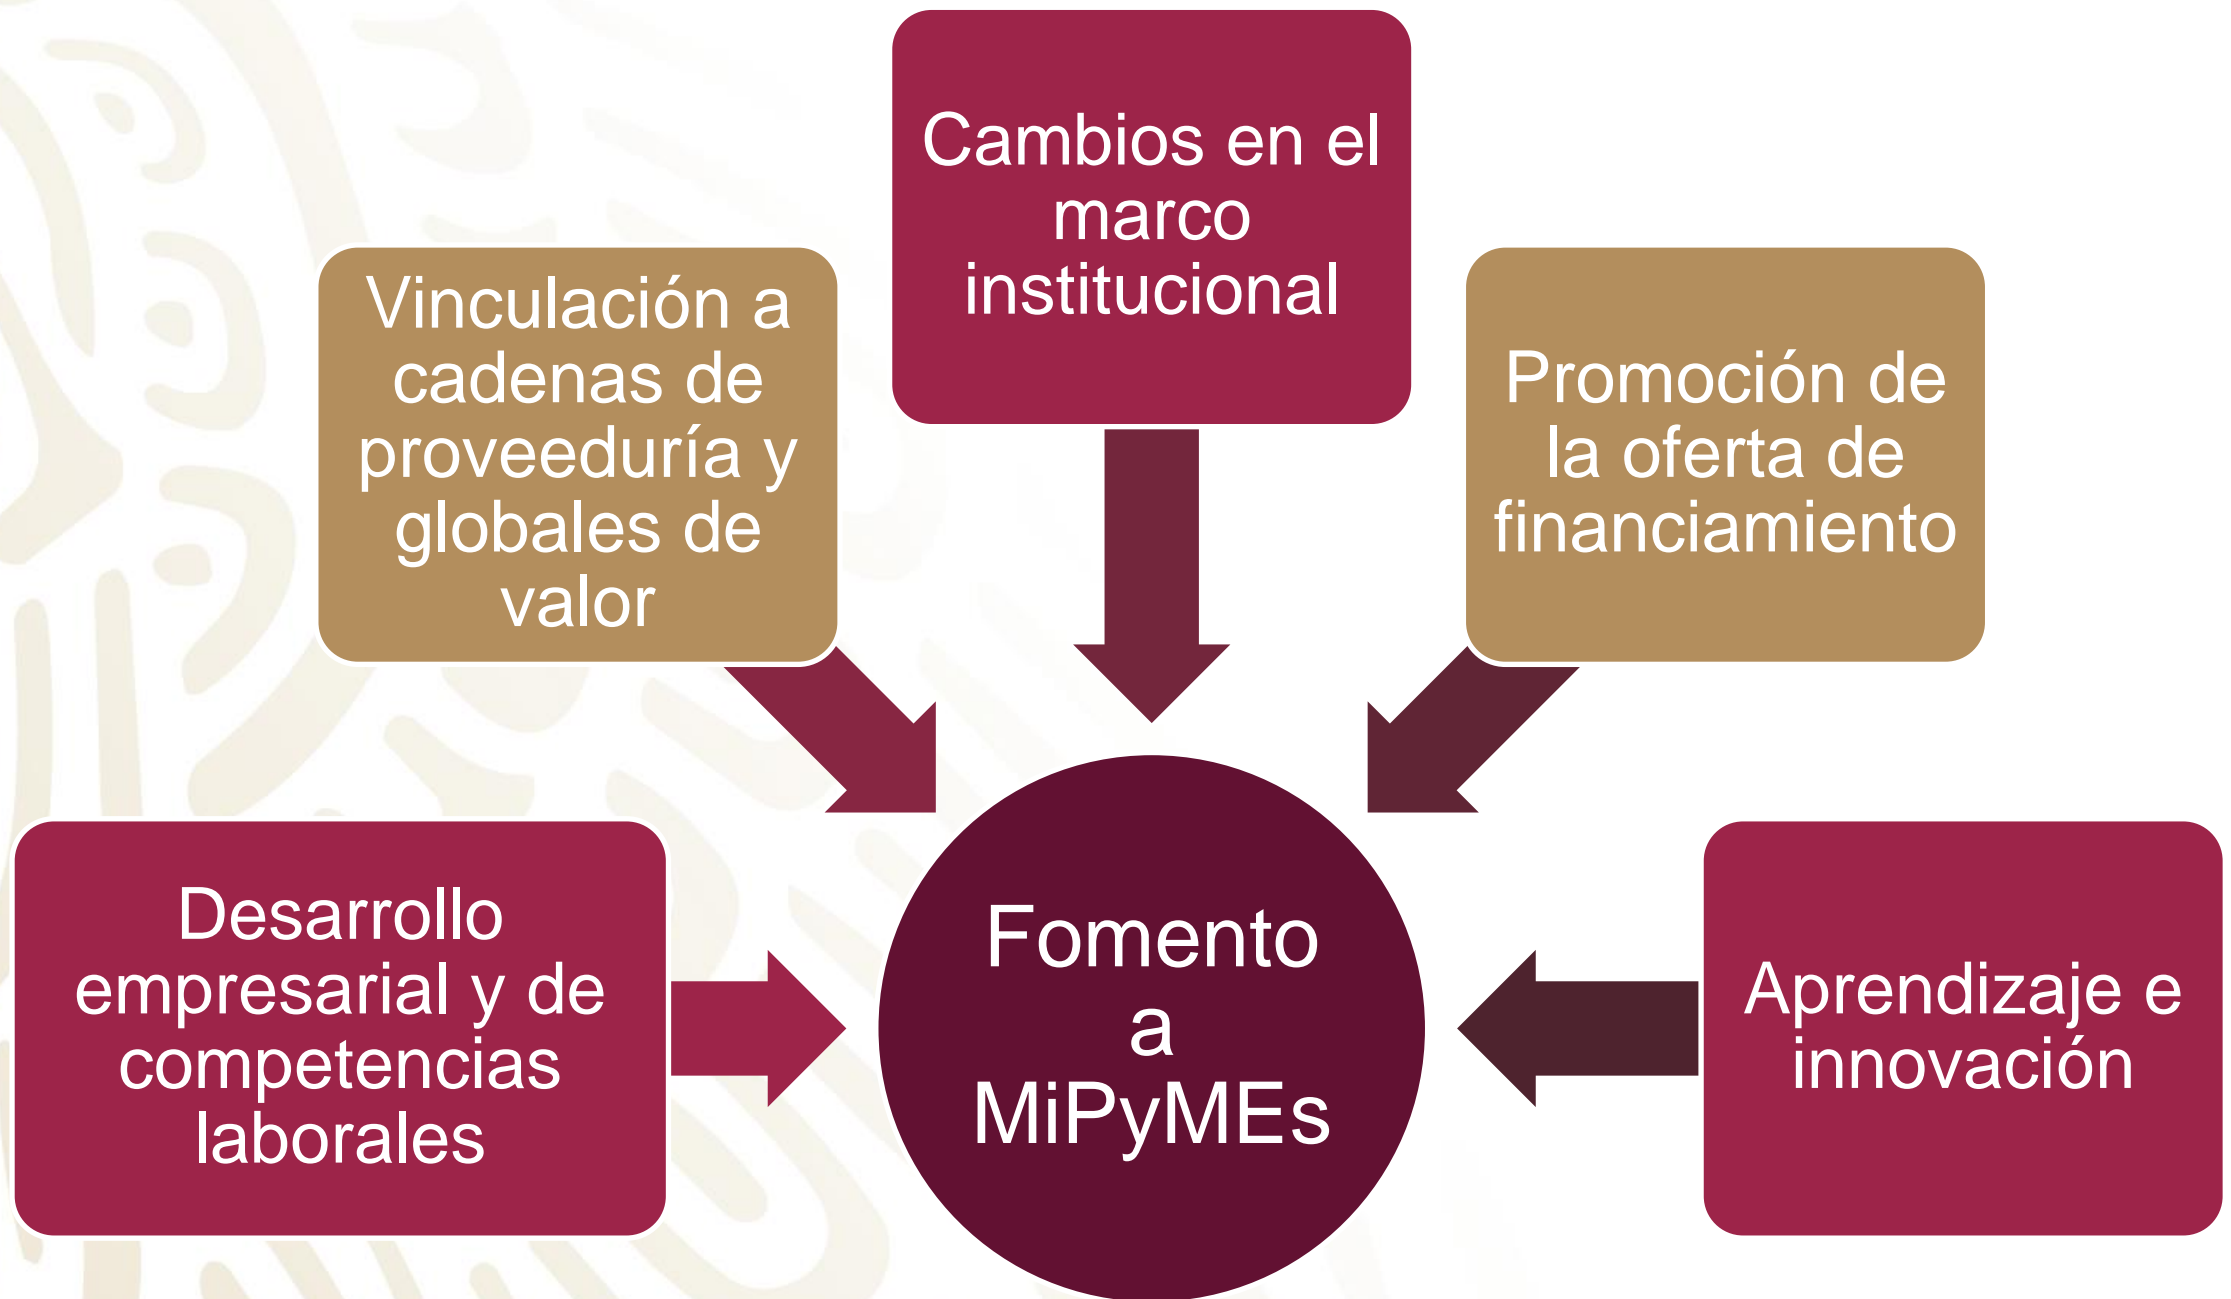 Cambios en el
marco
institucional
Vinculación a
cadenas de
proveeduría y
globales de
valor
Promoción de
la oferta de
financiamiento
Desarrollo
empresarial y de
competencias
laborales
Fomento
a
MiPyMEs
Aprendizaje e
innovación